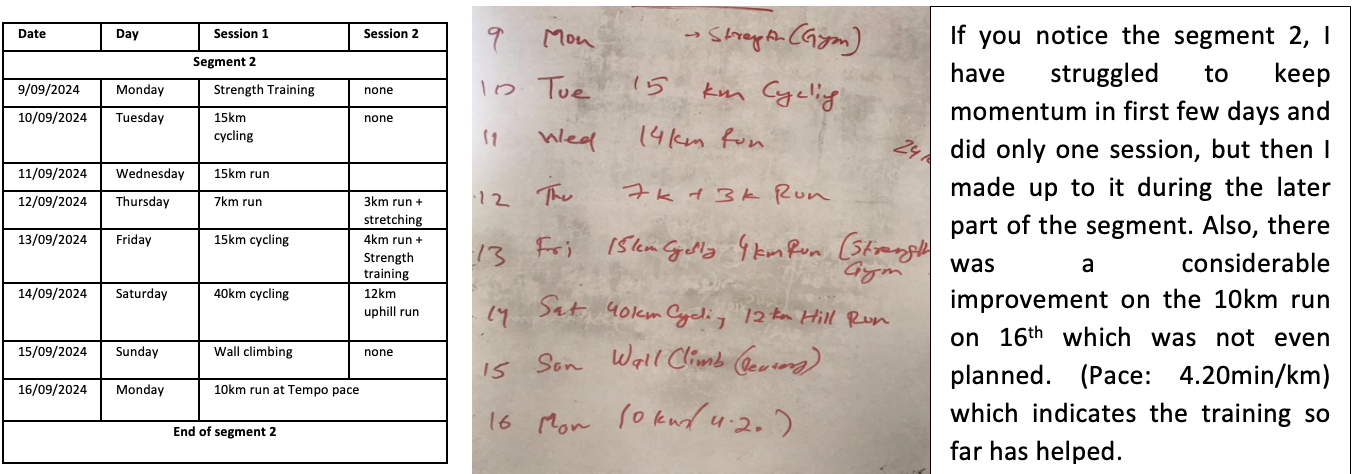 Date Day Session 1 Session 2
Segment 2
9/09/2024 Monday Strength Training none
10/09/2024 Tuesday 15km none
cycling
11/09/2024 Wednesday 15km run
12/09/2024 Thursday 7km run 3km run +
stretching
13/09/2024 Friday 15km cycling 4km run +
Strength
training
14/09/2024 Saturday 40km cycling 12km
uphill run
15/09/2024 Sunday Wall climbing none
16/09/2024 Monday 10km run at Tempo pace
End of segment 2
9 Mon → Strength (Gym)
10 Tue 15 km Cycling
11 Wed 14km Run
12 Thu 7k + 3k Run
13 Fri 15km Cycling 4km Run (Strength
Gym
14 Sat 40km Cycling 12km Hill Run
15 Sun Wall Climb
16 Mon 10 km/ 4.20)
If you notice the segment 2, I
have struggled to keep
momentum in first few days and
did only one session, but then I
made up to it during the later
part of the segment. Also, there
was a considerable
improvement on the 10km run
on 16th which was not even
planned. (Pace: 4.20min/km)
which indicates the training so
far has helped.